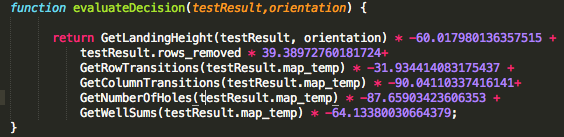 function evaluateDecision(testResult,orientation) {
return GetLandingHeight(testResult, orientation) * -60.017980136357515 +
testResult.rows_removed * 39.38972760181724+
GetRowTransitions(testResult.map_temp) * -31.934414083175437 +
GetColumnTransitions(testResult.map_temp) * -90.04110337416141+
GetNumberOfHoles(testResult.map_temp) * -87.65903423606353 +
GetWellSums(testResult.map_temp) * -64.13380030664379;
}